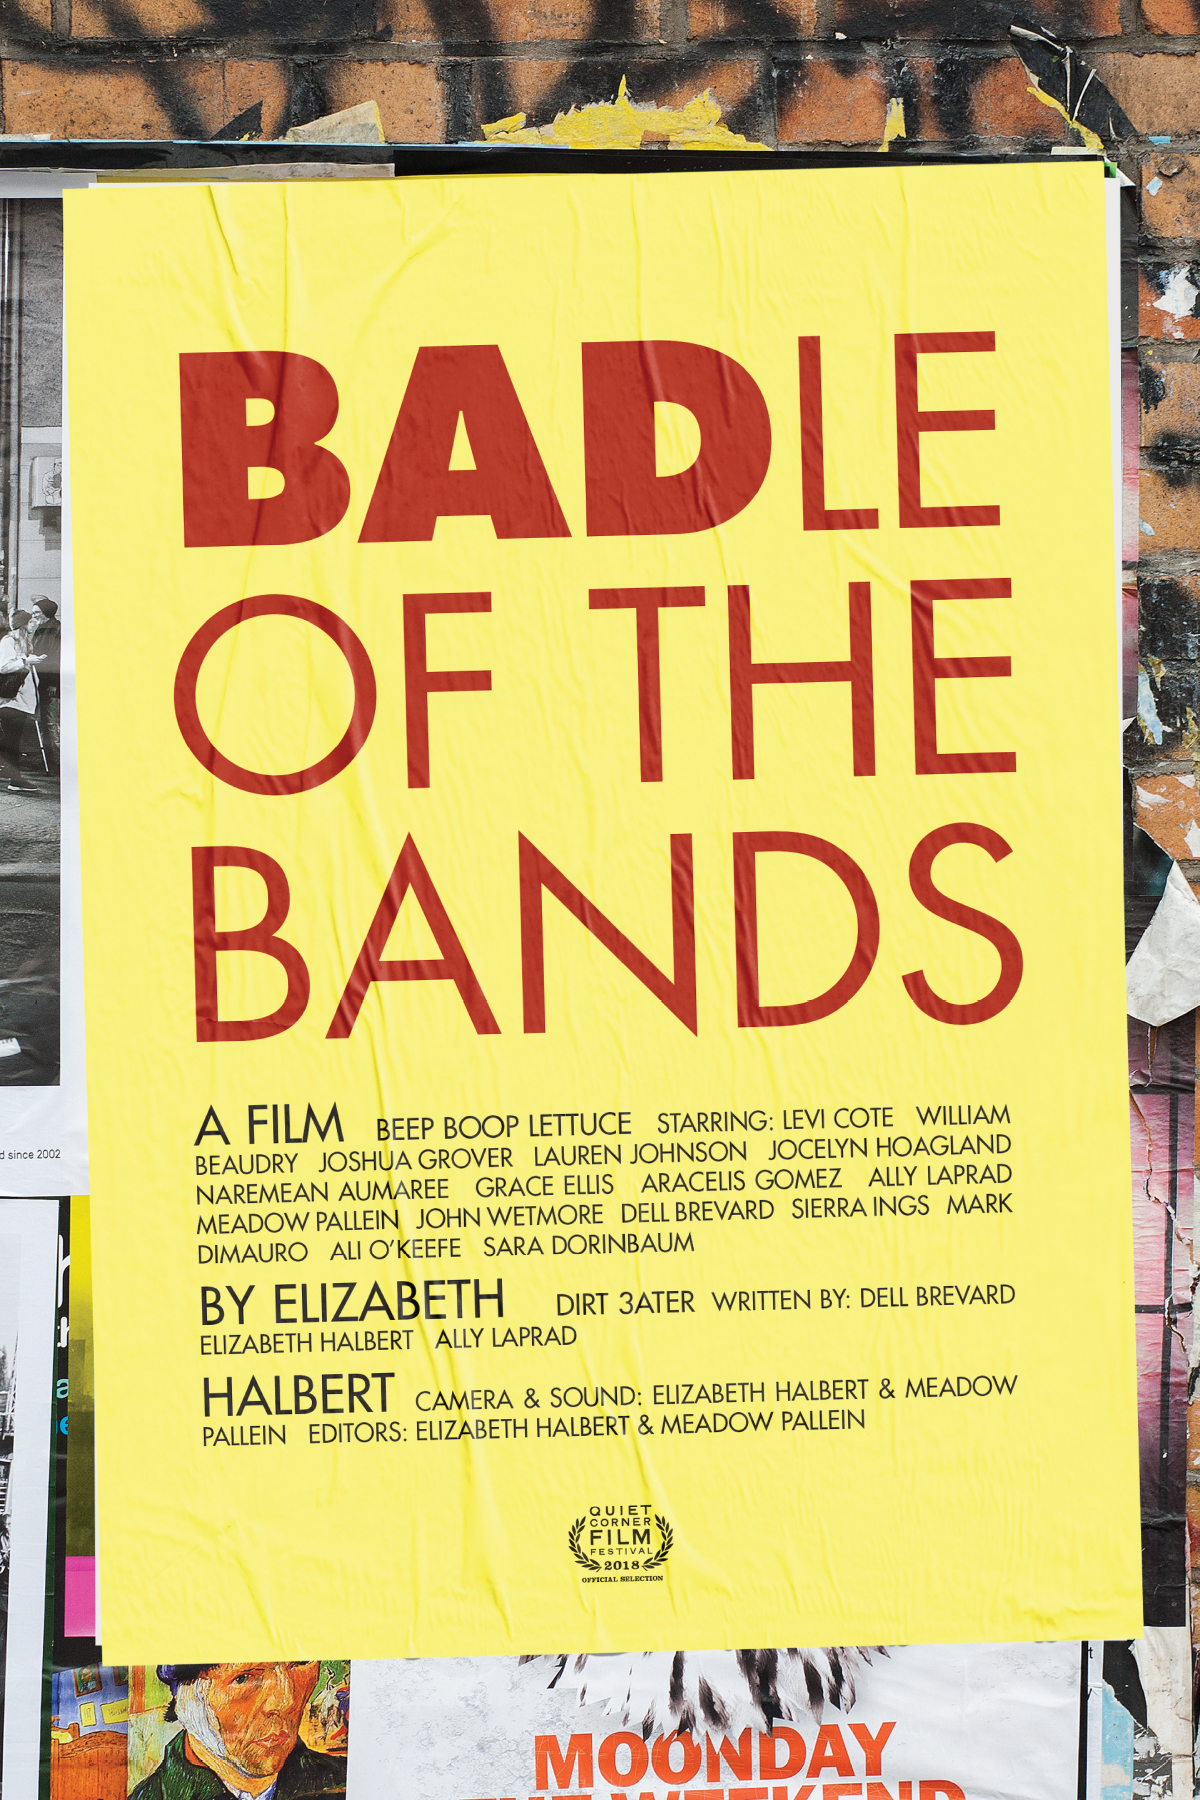 BADLE
OF THE
BANDS
A FILM BEEP BOOP LETTUCE STARRING: LEVI COTE WILLIAM
BEAUDRY JOSHUA GROVER LAUREN JOHNSON JOCELYN HOAGLAND
NAREMEAN AUMAREE GRACE ELLIS ARACELIS GOMEZ ALLY LAPRAD
MEADOW PALLEIN JOHN WETMORE DELL BREVARD SIERRA INGS MARK
DIMAURO ALI O'KEEFE SARA DORINBAUM
BY ELIZABETH DIRT 3ATER WRITTEN BY: DELL BREVARD
ELIZABETH HALBERT ALLY LAPRAD
HALBERT CAMERA & SOUND: ELIZABETH HALBERT & MEADOW
PALLEIN EDITORS: ELIZABETH HALBERT & MEADOW PALLEIN
QUIET
CORNER
FILM
FESTIVAL
2018
OFFICIAL SELECTION
d since 2002
MOONDAY
THE WEEKEND